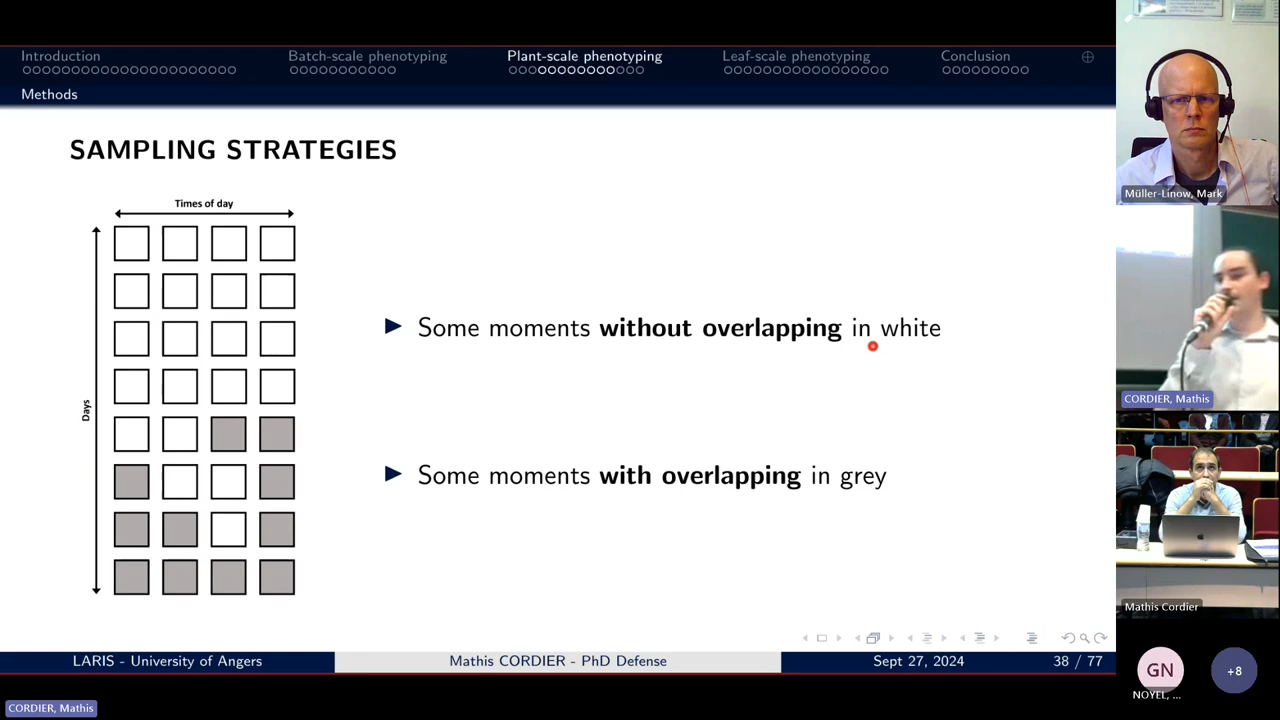 Introduction
Batch-scale phenotyping
Plant-scale phenotyping
Leaf-scale phenotyping
Conclusion
Methods
SAMPLING STRATEGIES
Times of day
Days
Some moments without overlapping in white
Some moments with overlapping in grey
LARIS - University of Angers
Mathis CORDIER - PhD Defense
Sept 27, 2024
38 / 77
CORDIER, Mathis
Müller-Linow, Mark
CORDIER, Mathis
Mathis Cordier
GN
NOYEL, ...
+8